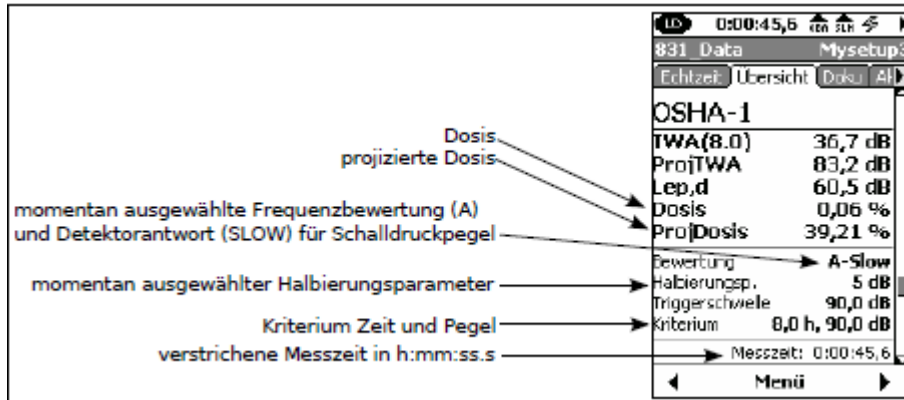 LD 0:00:45,6
831_Data Mysetup3
Echtzeit Übersicht Doku
OSHA-1
Dosis
TWA(8.0) 36,7 dB
projizierte Dosis
ProjTWA 83,2 dB
Lep,d 60,5 dB
momentan ausgewählte Frequenzbewertung (A)
Dosis 0,06 %
und Detektorantwort (SLOW) für Schalldruckpegel
ProjDosis 39,21 %
Bewertung A-Slow
momentan ausgewählter Halbierungsparameter
Halbierungsp. 5 dB
Triggerschwelle 90,0 dB
Kriterium Zeit und Pegel
Kriterium 8,0 h, 90,0 dB
verstrichene Messzeit in h:mm:ss.s
Messzeit: 0:00:45,6
Menü